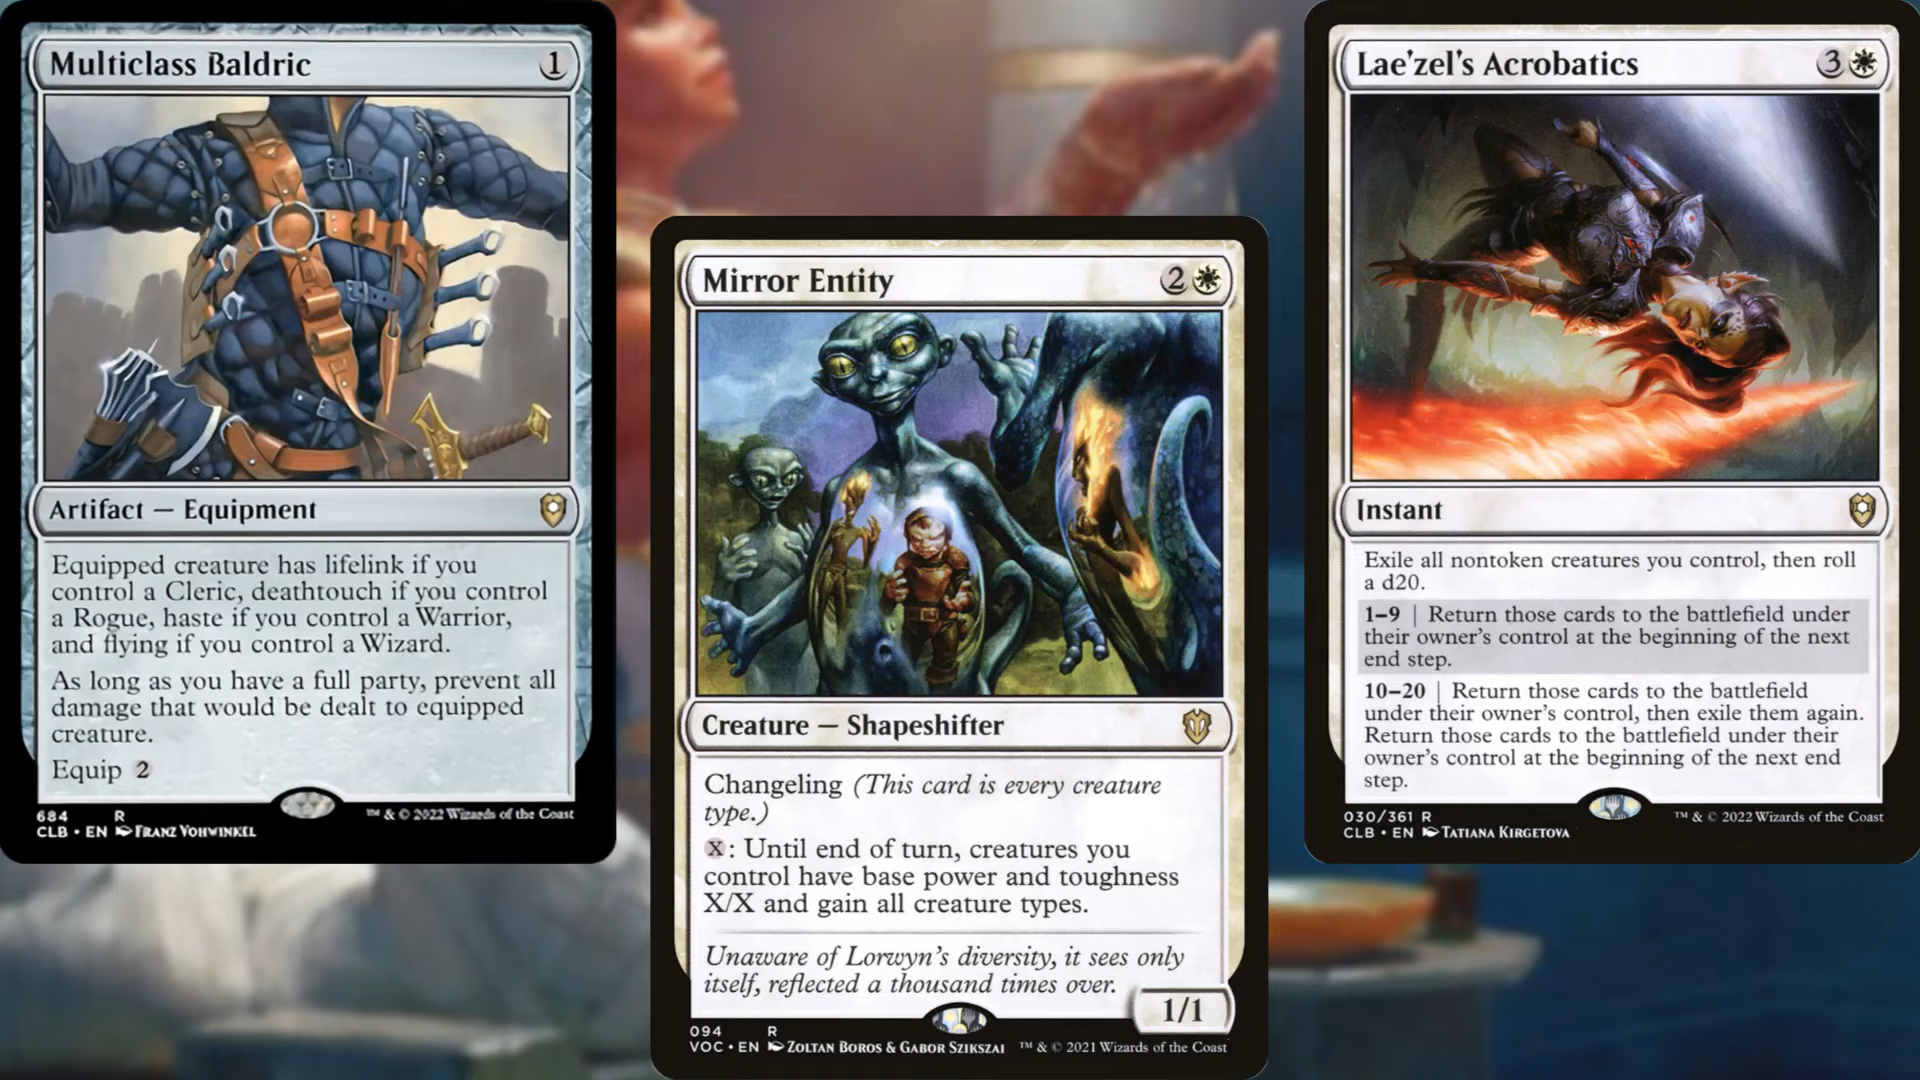 Multiclass Baldric 1
Artifact — Equipment
Equipped creature has lifelink if you
control a Cleric, deathtouch if you control
a Rogue, haste if you control a Warrior,
and flying if you control a Wizard.
As long as you have a full party, prevent all
damage that would be dealt to equipped
creature.
Equip 2
684 R
CLB • EN Franz Vohwinkel
™ & © 2022 Wizards of the Coast
Mirror Entity 2
Creature — Shapeshifter
Changeling (This card is every creature
type.)
X: Until end of turn, creatures you
control have base power and toughness
X/X and gain all creature types.
Unaware of Lorwyn's diversity, it sees only
itself, reflected a thousand times over.
1/1
094 R
VOC • EN Zoltan Boros & Gabor Szikszai
™ & © 2021 Wizards of the Coast
Lae'zel's Acrobatics 3
Instant
Exile all nontoken creatures you control, then roll
a d20.
1–9 | Return those cards to the battlefield under
their owner's control at the beginning of the next
end step.
10–20 | Return those cards to the battlefield
under their owner's control, then exile them again.
Return those cards to the battlefield under their
owner's control at the beginning of the next end
step.
030/361 R
CLB • EN Tatiana Kirgetova
™ & © 2022 Wizards of the Coast